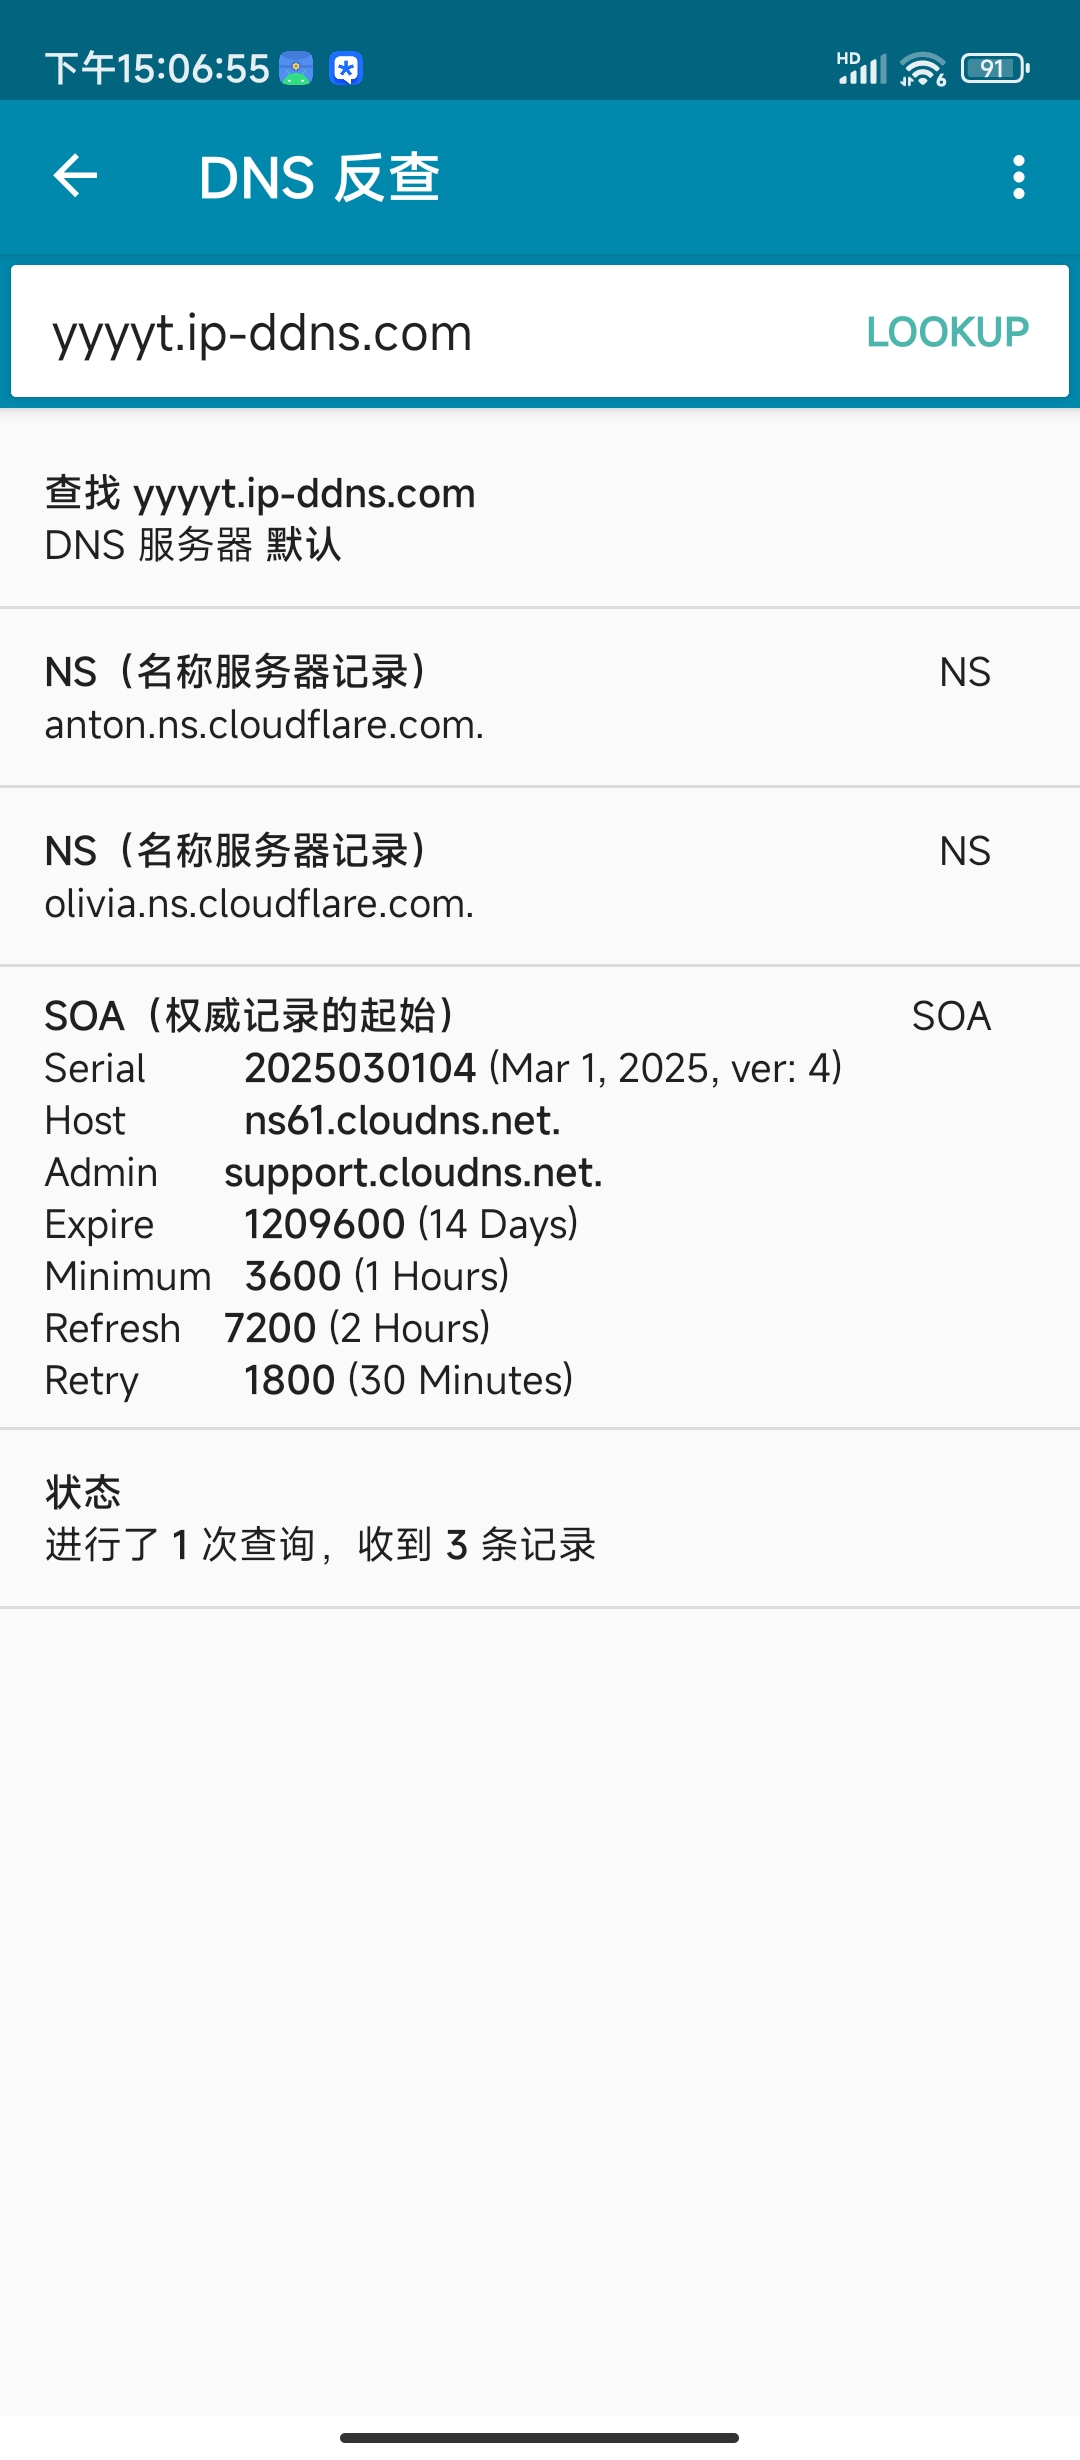 下午15:06:55
HD
6
91
DNS 反查
yyyyt.ip-ddns.com
LOOKUP
查找 yyyyt.ip-ddns.com
DNS 服务器 默认
NS（名称服务器记录） NS
anton.ns.cloudflare.com.
NS（名称服务器记录） NS
olivia.ns.cloudflare.com.
SOA（权威记录的起始） SOA
Serial 2025030104 (Mar 1, 2025, ver: 4)
Host ns61.cloudns.net.
Admin support.cloudns.net.
Expire 1209600 (14 Days)
Minimum 3600 (1 Hours)
Refresh 7200 (2 Hours)
Retry 1800 (30 Minutes)
状态
进行了 1 次查询，收到 3 条记录